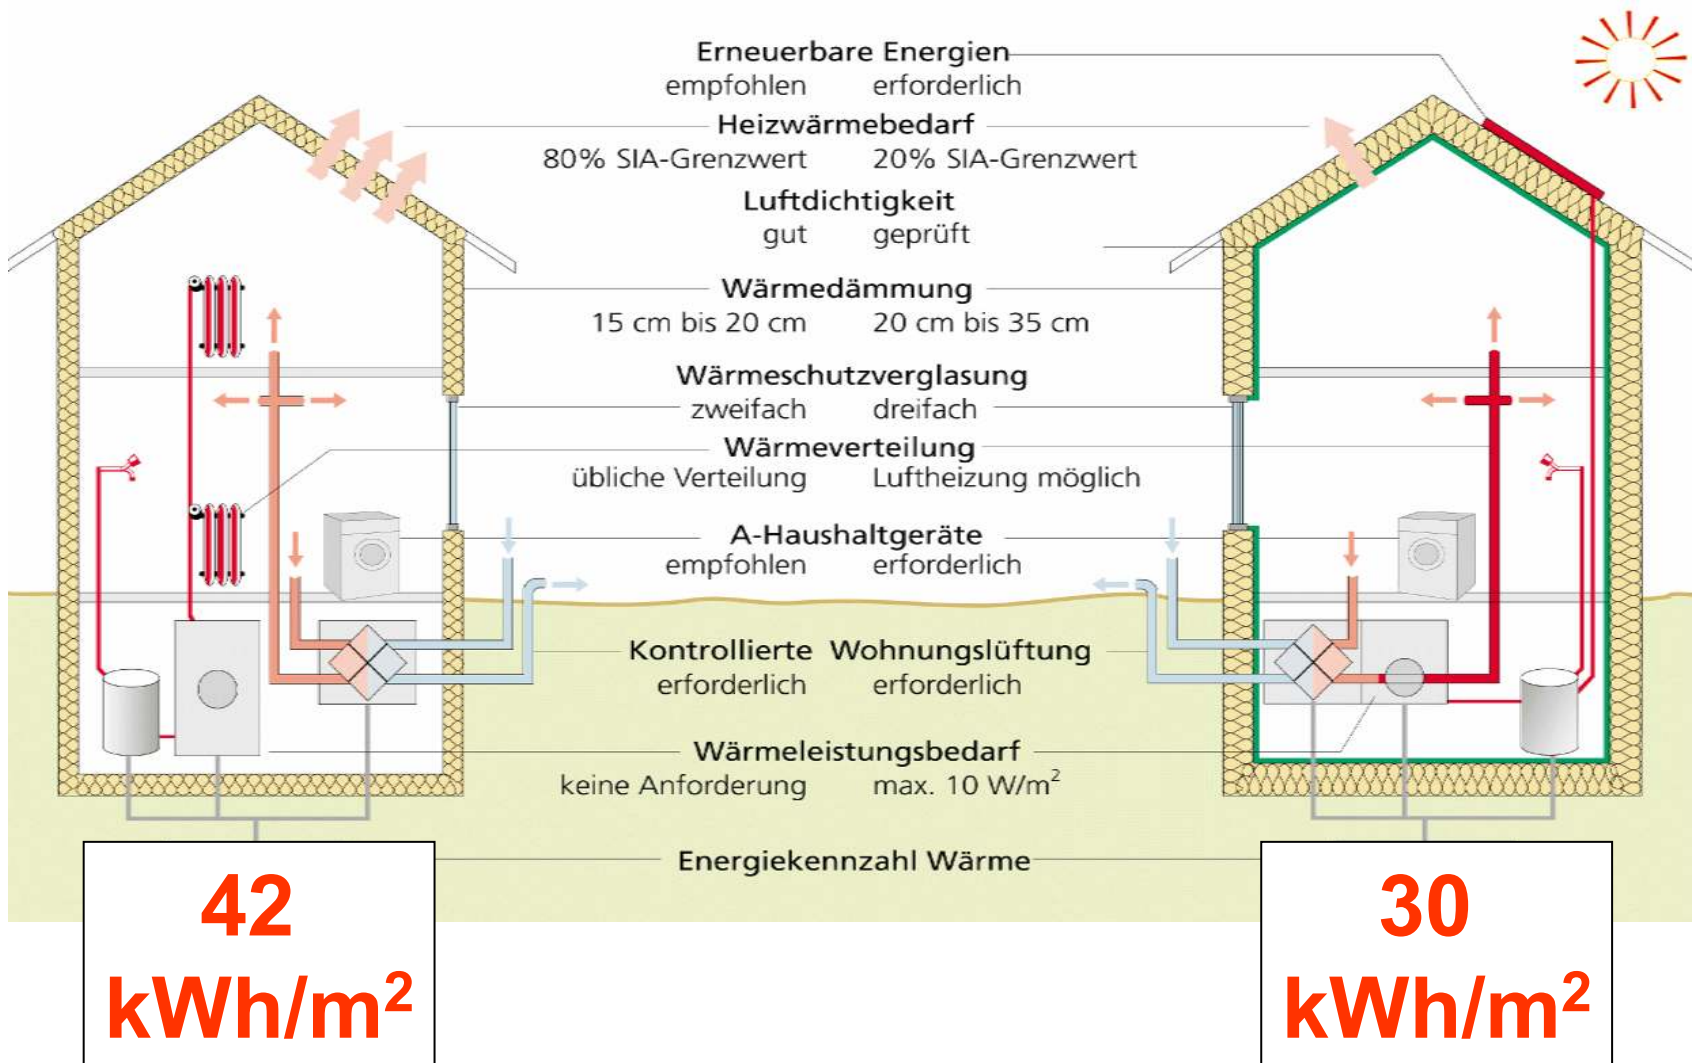 Erneuerbare Energien
empfohlen erforderlich
Heizwärmebedarf
80% SIA-Grenzwert 20% SIA-Grenzwert
Luftdichtigkeit
gut geprüft
Wärmedämmung
15 cm bis 20 cm 20 cm bis 35 cm
Wärmeschutzverglasung
zweifach dreifach
Wärmeverteilung
übliche Verteilung Luftheizung möglich
A-Haushaltgeräte
empfohlen erforderlich
Kontrollierte Wohnungslüftung
erforderlich erforderlich
Wärmeleistungsbedarf
keine Anforderung max. 10 W/m²
Energiekennzahl Wärme
42
kWh/m²
30
kWh/m²